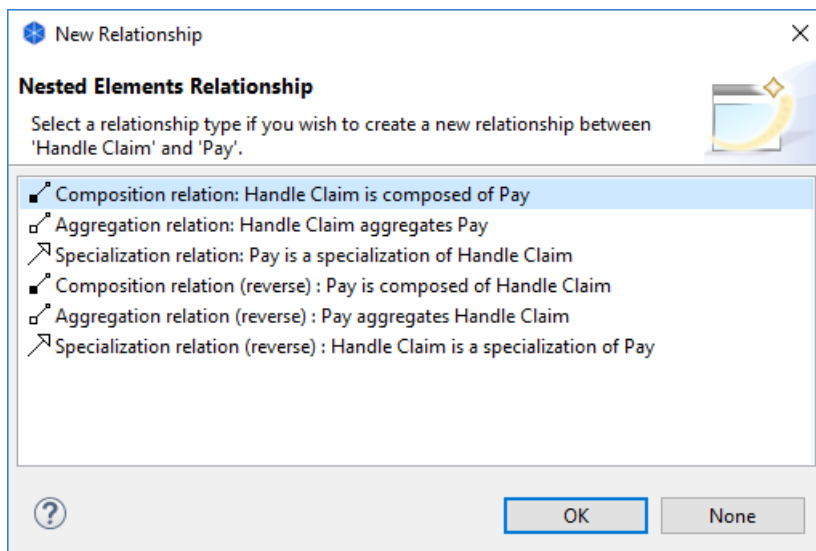 New Relationship
Nested Elements Relationship
Select a relationship type if you wish to create a new relationship between
'Handle Claim' and 'Pay'.
Composition relation: Handle Claim is composed of Pay
Aggregation relation: Handle Claim aggregates Pay
Specialization relation: Pay is a specialization of Handle Claim
Composition relation (reverse) : Pay is composed of Handle Claim
Aggregation relation (reverse) : Pay aggregates Handle Claim
Specialization relation (reverse) : Handle Claim is a specialization of Pay
?
OK
None